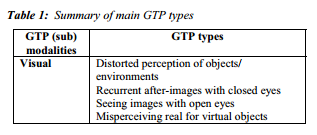 Table 1: Summary of main GTP types
GTP (sub) modalities
GTP types
Visual
Distorted perception of objects/
environments
Recurrent after-images with closed eyes
Seeing images with open eyes
Misperceiving real for virtual objects